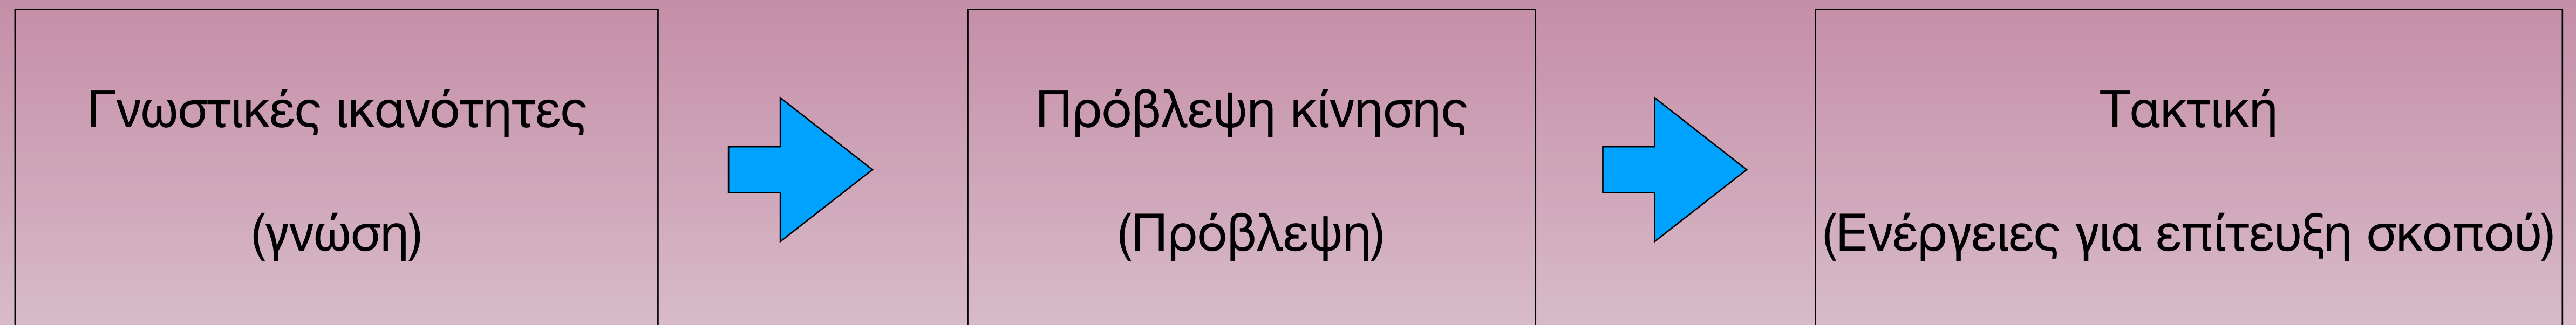 Γνωστικές ικανότητες
(γνώση)
Πρόβλεψη κίνησης
(Πρόβλεψη)
Τακτική
(Ενέργειες για επίτευξη σκοπού)